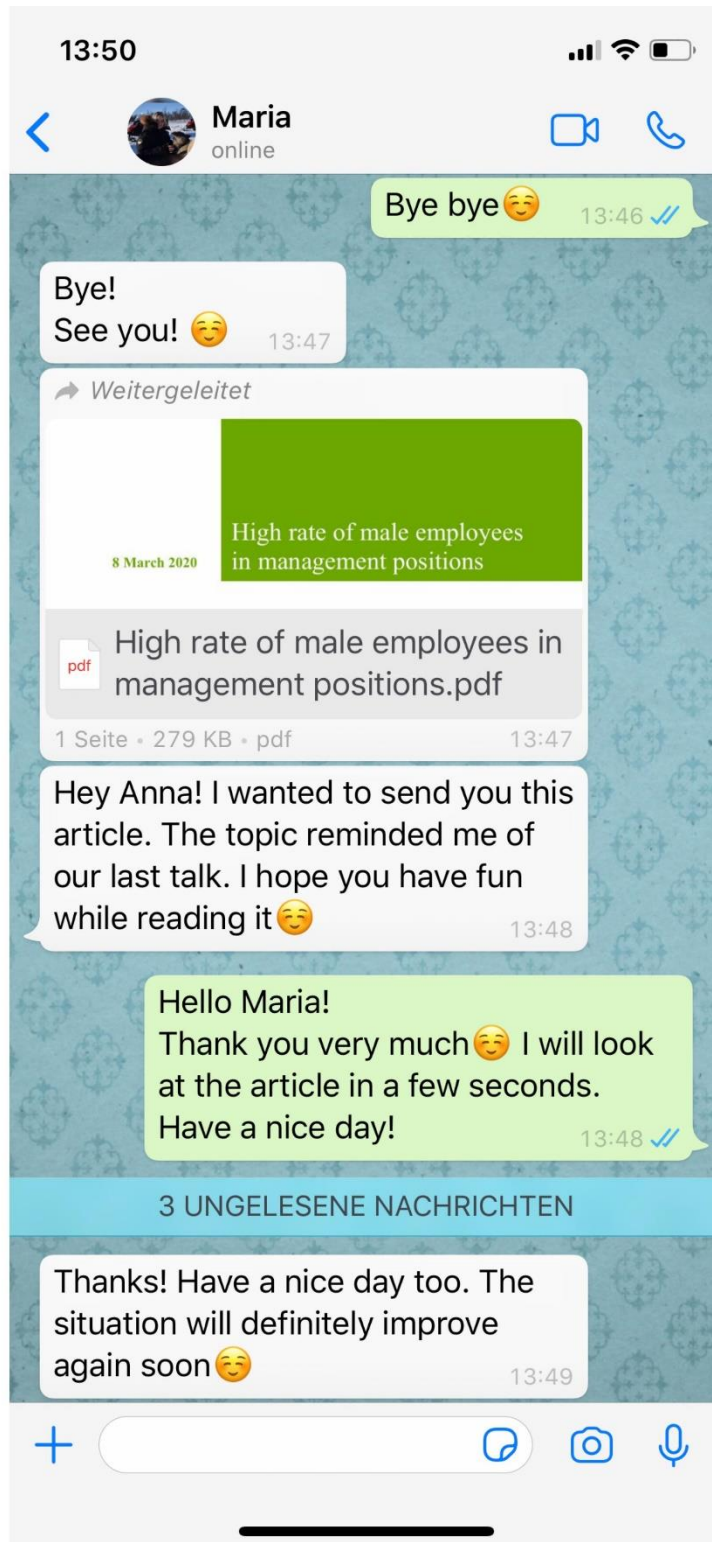 13:50
Maria
online
Bye bye☺️ 13:46
Bye!
See you! ☺️ 13:47
Weitergeleitet
8 March 2020
High rate of male employees
in management positions
pdf
High rate of male employees in
management positions.pdf
1 Seite • 279 KB • pdf 13:47
Hey Anna! I wanted to send you this
article. The topic reminded me of
our last talk. I hope you have fun
while reading it☺️ 13:48
Hello Maria!
Thank you very much☺️ I will look
at the article in a few seconds.
Have a nice day! 13:48
3 UNGELESENE NACHRICHTEN
Thanks! Have a nice day too. The
situation will definitely improve
again soon☺️ 13:49